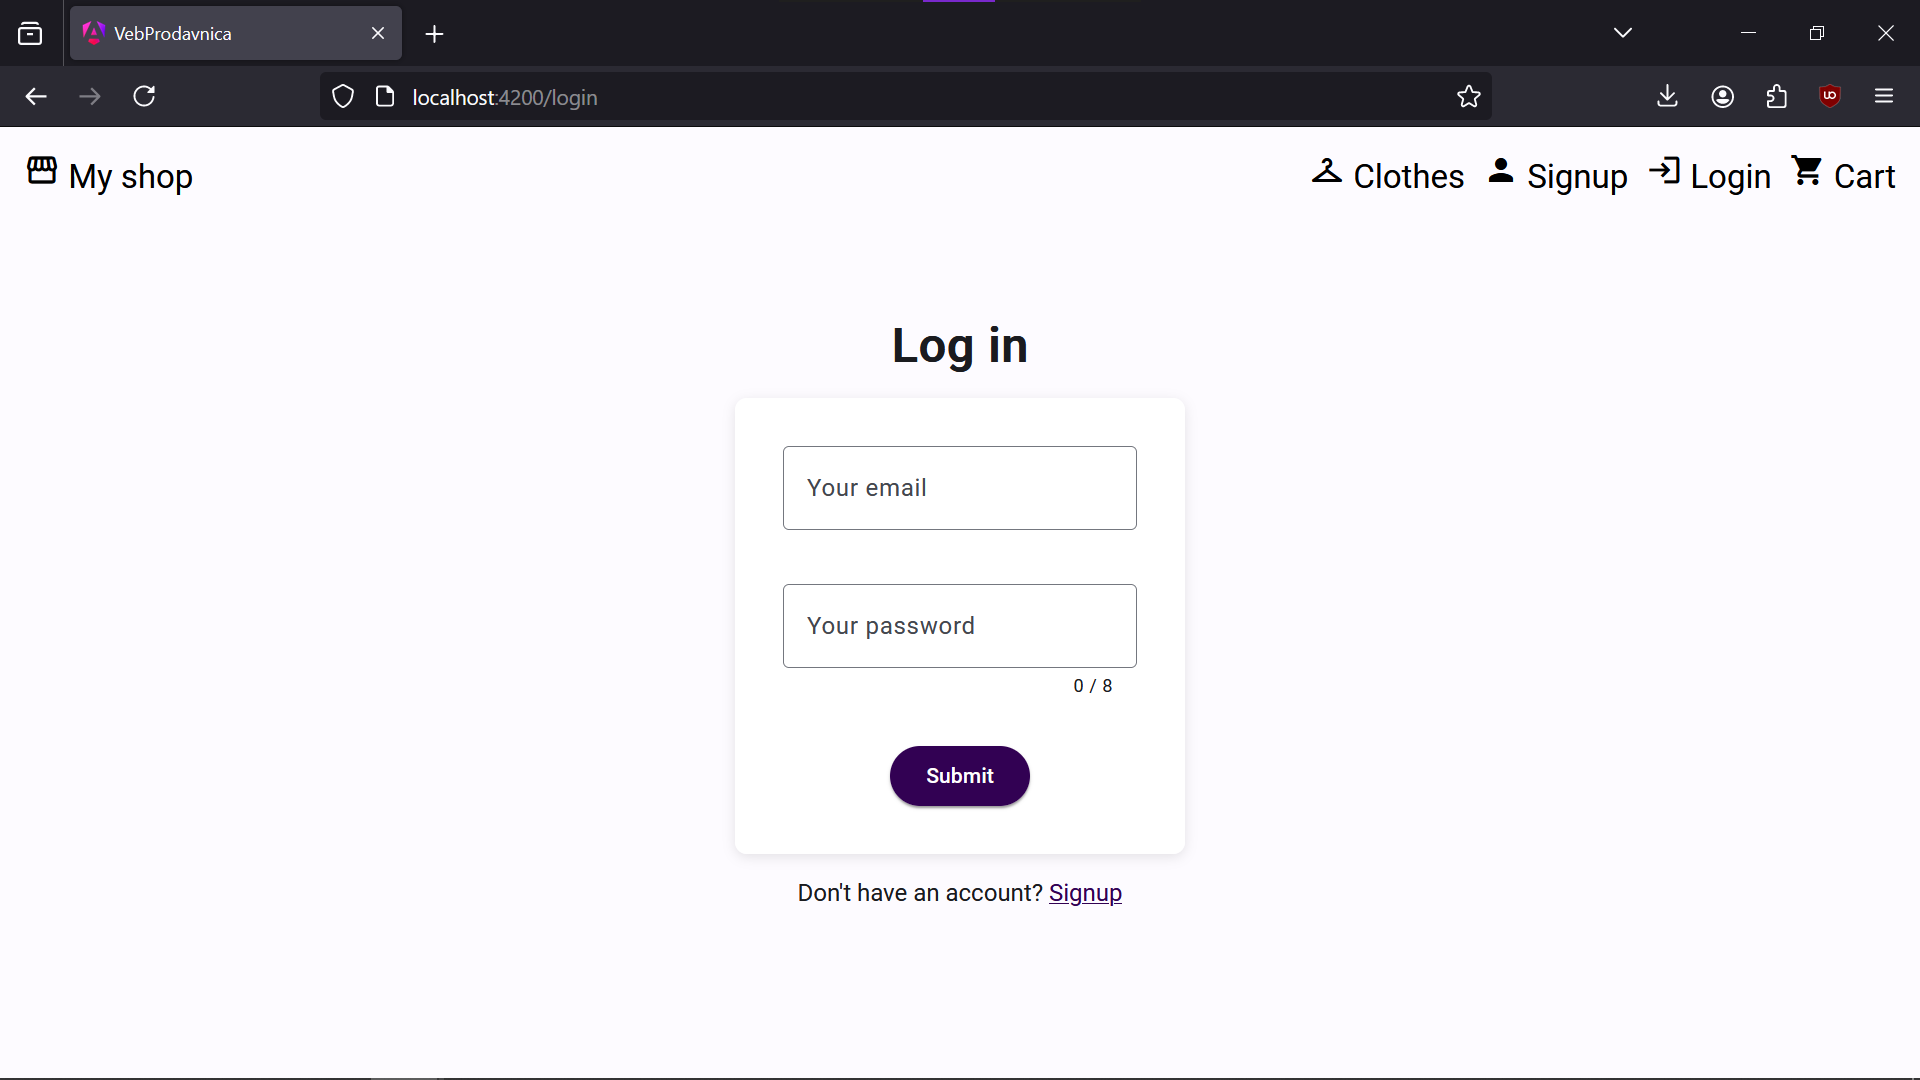 VebProdavnica
localhost:4200/login
My shop
Clothes Signup Login Cart
Log in
Your email
Your password
0 / 8
Submit
Don't have an account? Signup